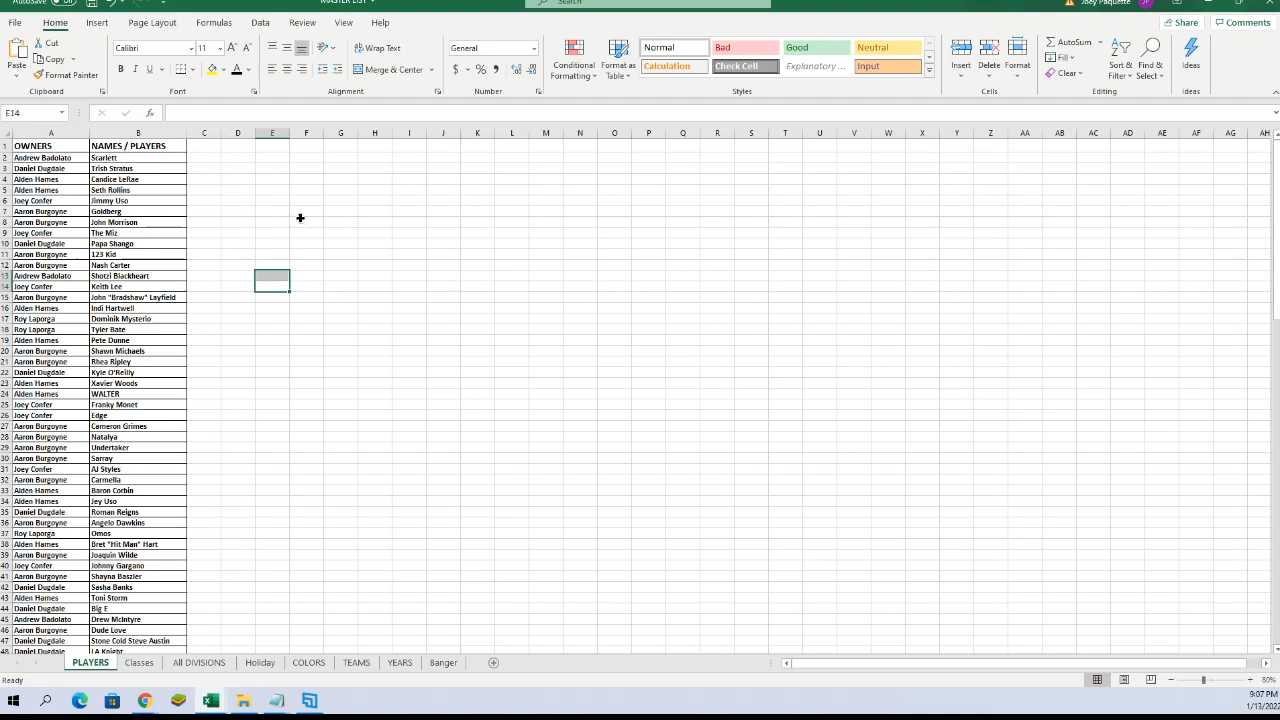 AutoSave Off MASTER LIST Search Joey Paquette JP
File Home Insert Page Layout Formulas Data Review View Help Share Comments
Cut Calibri 11 Wrap Text General Normal Bad Good Neutral AutoSum
Copy Calculation Check Cell Explanatory ... Input Fill
Paste Format Painter Merge & Center Conditional Formatting Format as Table Insert Delete Format Clear Sort & Filter Find & Select Ideas
Clipboard Font Alignment Number Styles Cells Editing Ideas
E14 fx
A B C D E F G H I J K L M N O P Q R S T U V W X Y Z AA AB AC AD AE AF AG AH
1 OWNERS NAMES / PLAYERS
2 Andrew Badolato Scarlett
3 Daniel Dugdale Trish Stratus
4 Alden Hames Candice LeRae
5 Alden Hames Seth Rollins
6 Joey Confer Jimmy Uso
7 Aaron Burgoyne Goldberg
8 Aaron Burgoyne John Morrison
9 Joey Confer The Miz
10 Daniel Dugdale Papa Shango
11 Aaron Burgoyne 123 Kid
12 Aaron Burgoyne Nash Carter
13 Andrew Badolato Shotzi Blackheart
14 Joey Confer Keith Lee
15 Aaron Burgoyne John "Bradshaw" Layfield
16 Alden Hames Indi Hartwell
17 Roy Laporga Dominik Mysterio
18 Roy Laporga Tyler Bate
19 Alden Hames Pete Dunne
20 Aaron Burgoyne Shawn Michaels
21 Aaron Burgoyne Rhea Ripley
22 Daniel Dugdale Kyle O'Reilly
23 Alden Hames Xavier Woods
24 Alden Hames WALTER
25 Joey Confer Franky Monet
26 Joey Confer Edge
27 Aaron Burgoyne Cameron Grimes
28 Aaron Burgoyne Natalya
29 Aaron Burgoyne Undertaker
30 Aaron Burgoyne Sarray
31 Joey Confer AJ Styles
32 Aaron Burgoyne Carmella
33 Alden Hames Baron Corbin
34 Alden Hames Jey Uso
35 Daniel Dugdale Roman Reigns
36 Aaron Burgoyne Angelo Dawkins
37 Roy Laporga Omos
38 Alden Hames Bret "Hit Man" Hart
39 Aaron Burgoyne Joaquin Wilde
40 Joey Confer Johnny Gargano
41 Aaron Burgoyne Shayna Baszler
42 Daniel Dugdale Sasha Banks
43 Alden Hames Toni Storm
44 Daniel Dugdale Big E
45 Andrew Badolato Drew McIntyre
46 Aaron Burgoyne Dude Love
47 Daniel Dugdale Stone Cold Steve Austin
48 Daniel Dugdale LA Knight
PLAYERS Classes All DIVISIONS Holiday COLORS TEAMS YEARS Banger
Ready 80%
9:07 PM
1/13/2022